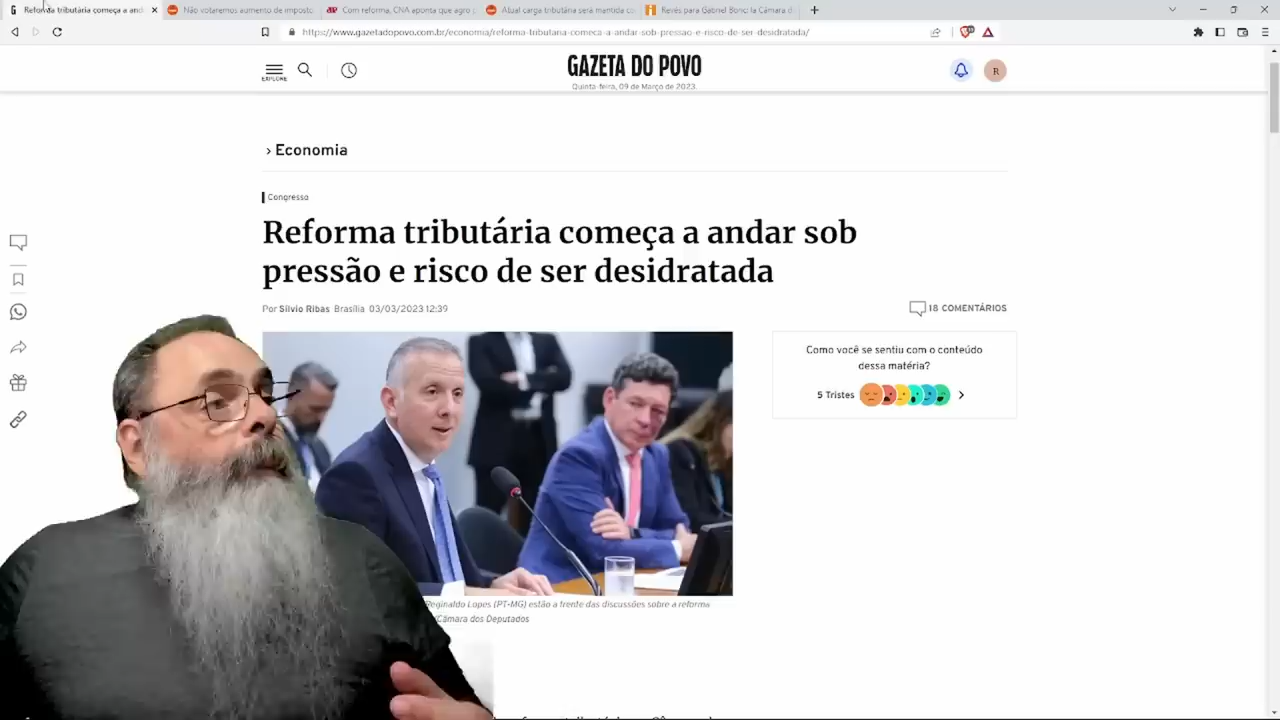 Reforma tributária começa a and
Não votaremos aumento de imposto
Com reforma, CNA aponta que agro p
Atual carga tributária será mantida co
Revés para Gabriel Boric: la Cámara d
https://www.gazetadopovo.com.br/economia/reforma-tributaria-comeca-a-andar-sob-pressao-e-risco-de-ser-desidratada/
EXPLORE
GAZETA DO POVO
R
Quinta-feira, 09 de Março de 2023.
› Economia
Congresso
Reforma tributária começa a andar sob
pressão e risco de ser desidratada
Por Sílvio Ribas Brasília 03/03/2023 12:39
18 COMENTÁRIOS
Como você se sentiu com o conteúdo
dessa matéria?
5 Tristes
Reginaldo Lopes (PT-MG) estão a frente das discussões sobre a reforma
Câmara dos Deputados